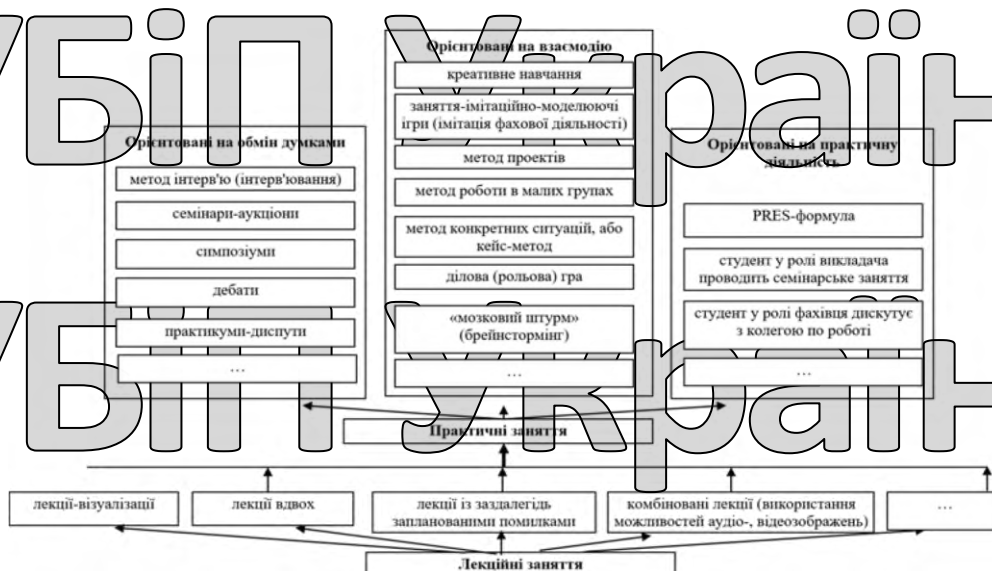 УБіП Україн
Орієнтовані на обмін думками
метод інтерв'ю (інтерв'ювання)
семінари-аукціони
симпозіуми
дебати
практикуми-диспути
…
Орієнтовані на взаємодію
креативне навчання
заняття-імітаційно-моделюючі
ігри (імітація фахової діяльності)
метод проектів
метод роботи в малих групах
метод конкретних ситуацій, або
кейс-метод
ділова (рольова) гра
«мозковий штурм»
(брейнстормінг)
…
Орієнтовані на практичну
діяльність
PRES-формула
студент у ролі викладача
проводить семінарське заняття
студент у ролі фахівця дискутує
з колегою по роботі
…
УБіП Україн
Практичні заняття
лекції-візуалізації
лекції вдвох
лекції із заздалегідь
запланованими помилками
комбіновані лекції (використання
можливостей аудіо-, відеозображень)
…
Лекційні заняття